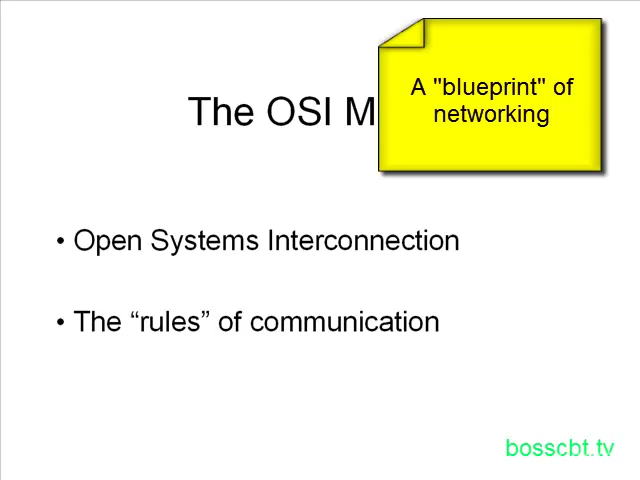 A "blueprint" of
networking
The OSI M
• Open Systems Interconnection
• The “rules” of communication
bosscbt.tv